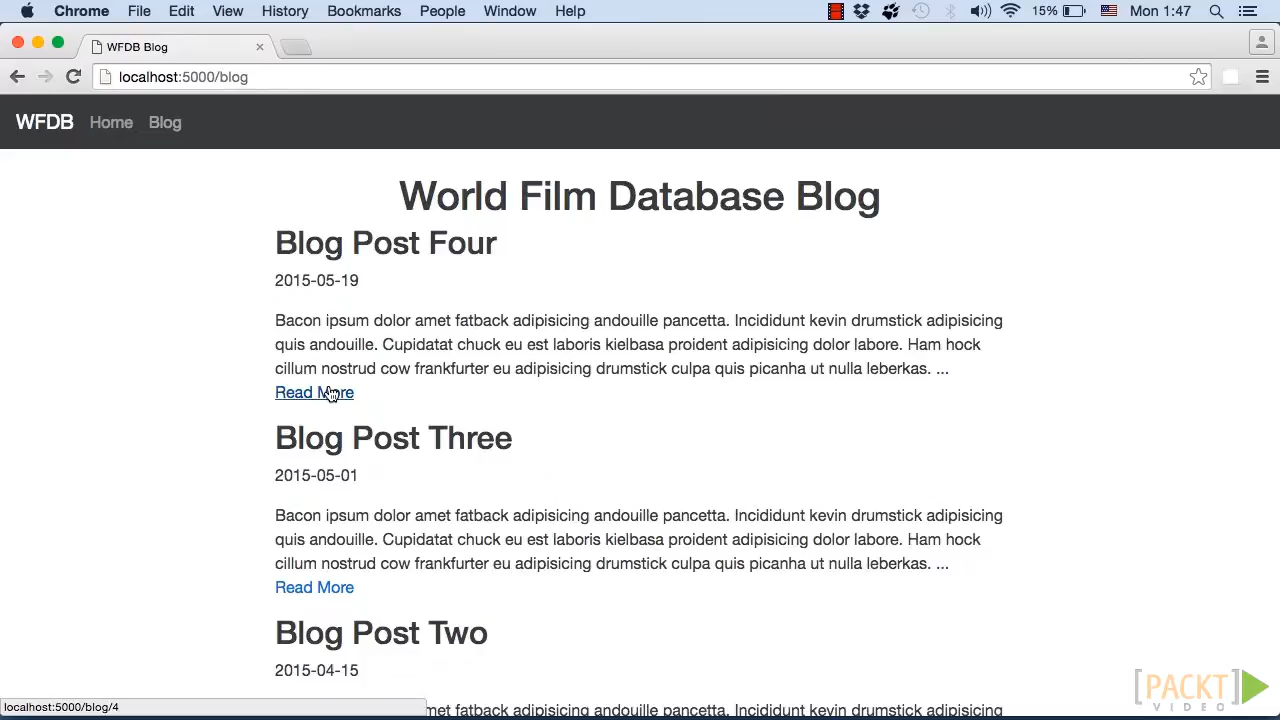 Chrome File Edit View History Bookmarks People Window Help 15% Mon 1:47
WFDB Blog
localhost:5000/blog
WFDB Home Blog
World Film Database Blog
Blog Post Four
2015-05-19
Bacon ipsum dolor amet fatback adipisicing andouille pancetta. Incididunt kevin drumstick adipisicing
quis andouille. Cupidatat chuck eu est laboris kielbasa proident adipisicing dolor labore. Ham hock
cillum nostrud cow frankfurter eu adipisicing drumstick culpa quis picanha ut nulla leberkas. ...
Read More
Blog Post Three
2015-05-01
Bacon ipsum dolor amet fatback adipisicing andouille pancetta. Incididunt kevin drumstick adipisicing
quis andouille. Cupidatat chuck eu est laboris kielbasa proident adipisicing dolor labore. Ham hock
cillum nostrud cow frankfurter eu adipisicing drumstick culpa quis picanha ut nulla leberkas. ...
Read More
Blog Post Two
2015-04-15
amet fatback adipisicing andouille pancetta. Incididunt kevin drumstick adipisicing
localhost:5000/blog/4
[PACKT]
VIDEO